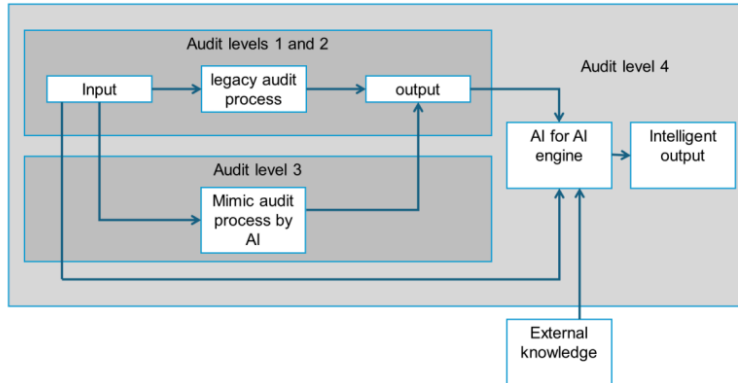 Audit levels 1 and 2
Audit level 4
Input
legacy audit
process
output
AI for AI
engine
Intelligent
output
Audit level 3
Mimic audit
process by
AI
External
knowledge